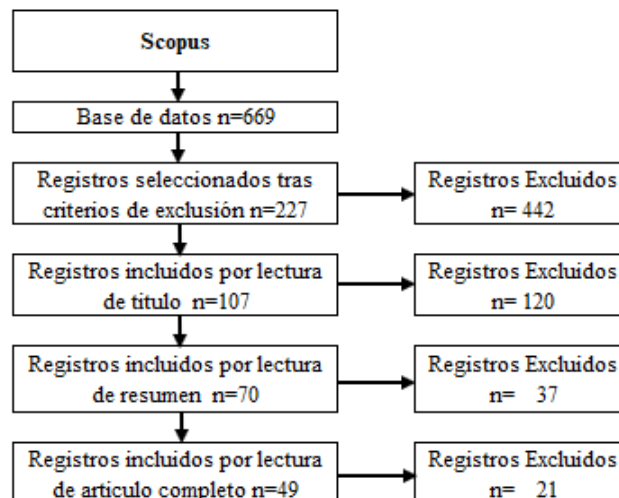 Scopus
Base de datos n=669
Registros seleccionados tras
criterios de exclusión n=227
Registros Excluidos
n= 442
Registros incluidos por lectura
de titulo n=107
Registros Excluidos
n= 120
Registros incluidos por lectura
de resumen n=70
Registros Excluidos
n= 37
Registros incluidos por lectura
de articulo completo n=49
Registros Excluidos
n= 21